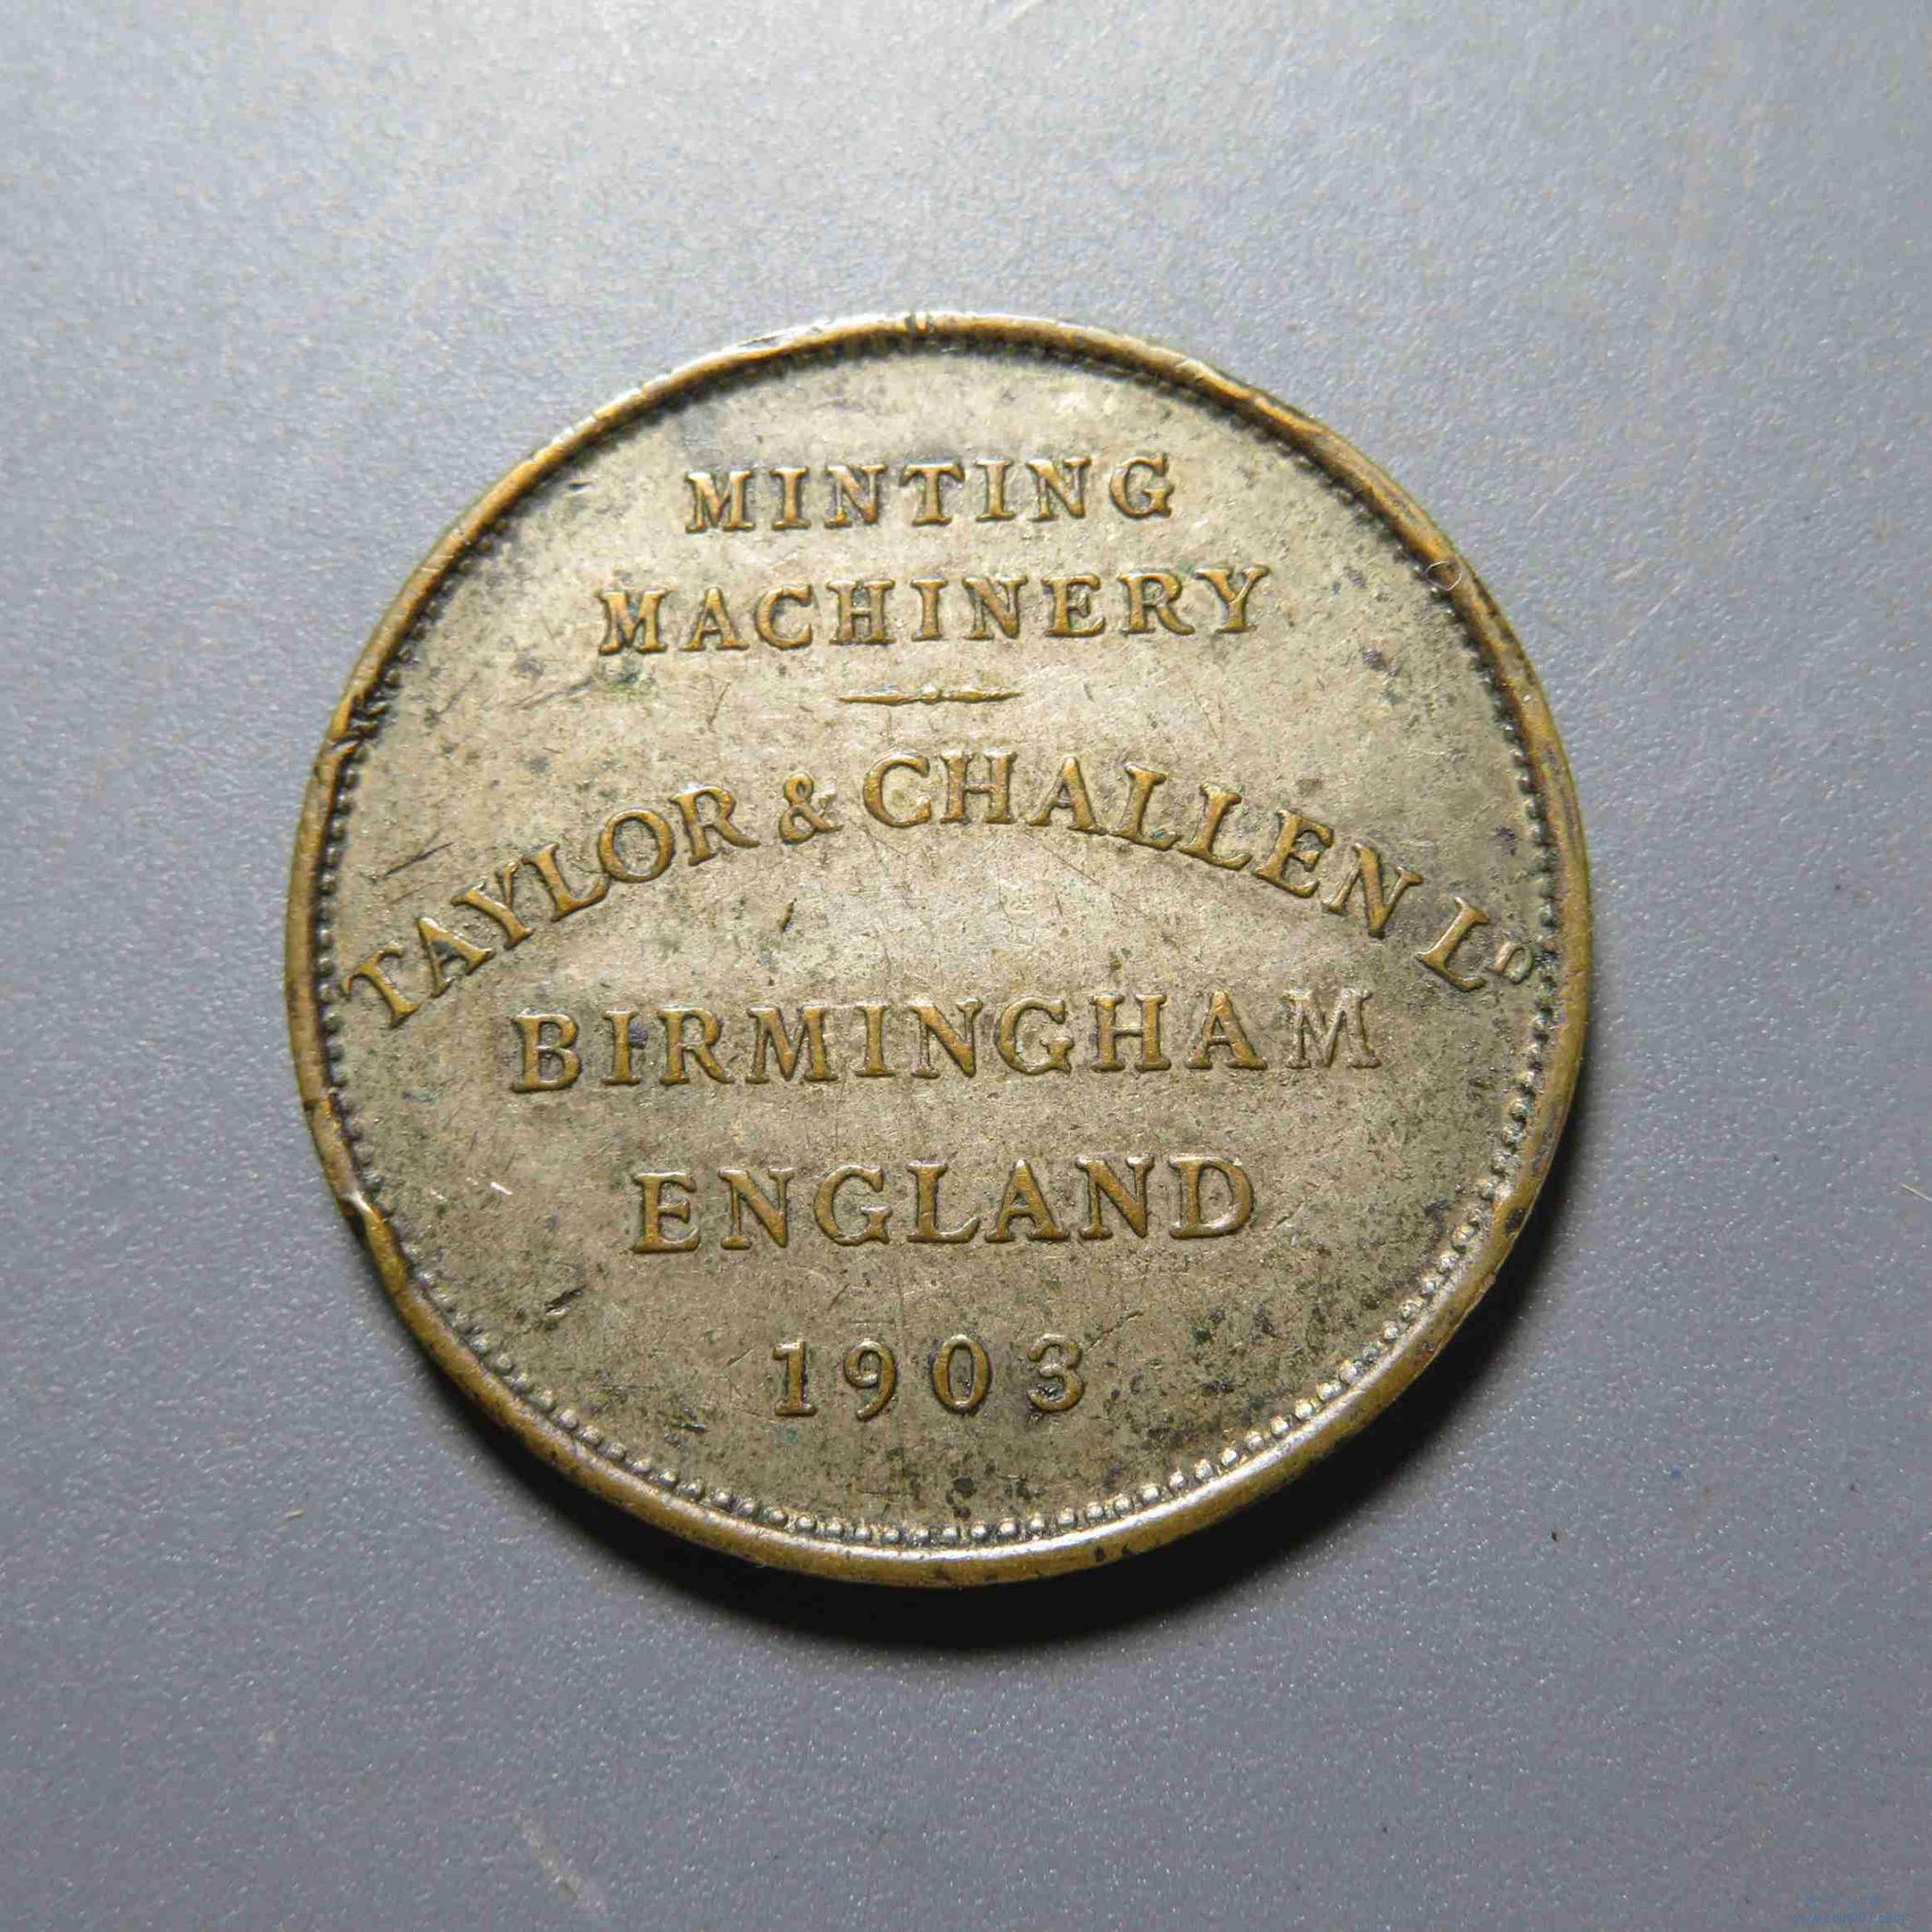 MINTING
MACHINERY
TAYLOR & CHALLEN LD
BIRMINGHAM
ENGLAND
1903